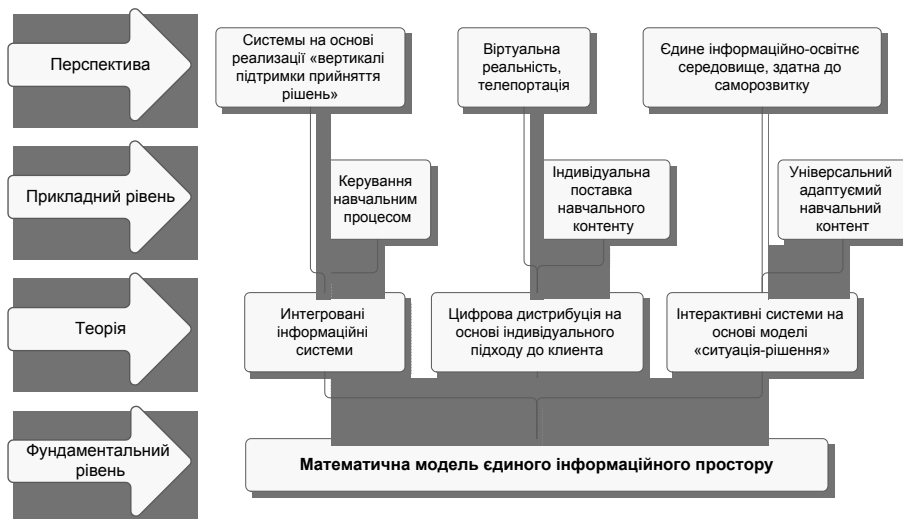 Перспектива
Системы на основі
реализації «вертикалі
підтримки прийняття
рішень»
Віртуальна
реальність,
телепортація
Єдине інформаційно-освітнє
середовище, здатна до
саморозвитку
Прикладний рівень
Керування
навчальним
процесом
Індивідуальна
поставка
навчального
контенту
Універсальний
адаптуємий
навчальний
контент
Теорія
Интегровані
інформаційні
системи
Цифрова дистрибуція на
основі індивідуального
підходу до клиента
Інтерактивні системи на
основі моделі
«ситуація-рішення»
Фундаментальний
рівень
Математична модель єдиного інформаційного простору